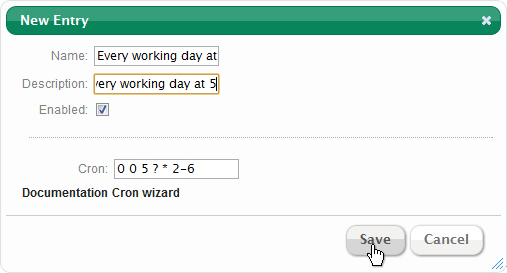 New Entry
Name: Every working day at
Description: very working day at 5
Enabled:
Cron: 0 0 5 ? * 2-6
Documentation Cron wizard
Save Cancel